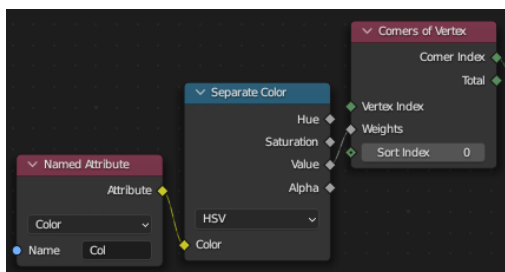 Corners of Vertex
Corner Index
Total
Vertex Index
Weights
Sort Index 0
Separate Color
Hue
Saturation
Value
Alpha
HSV
Color
Named Attribute
Attribute
Color
Name Col